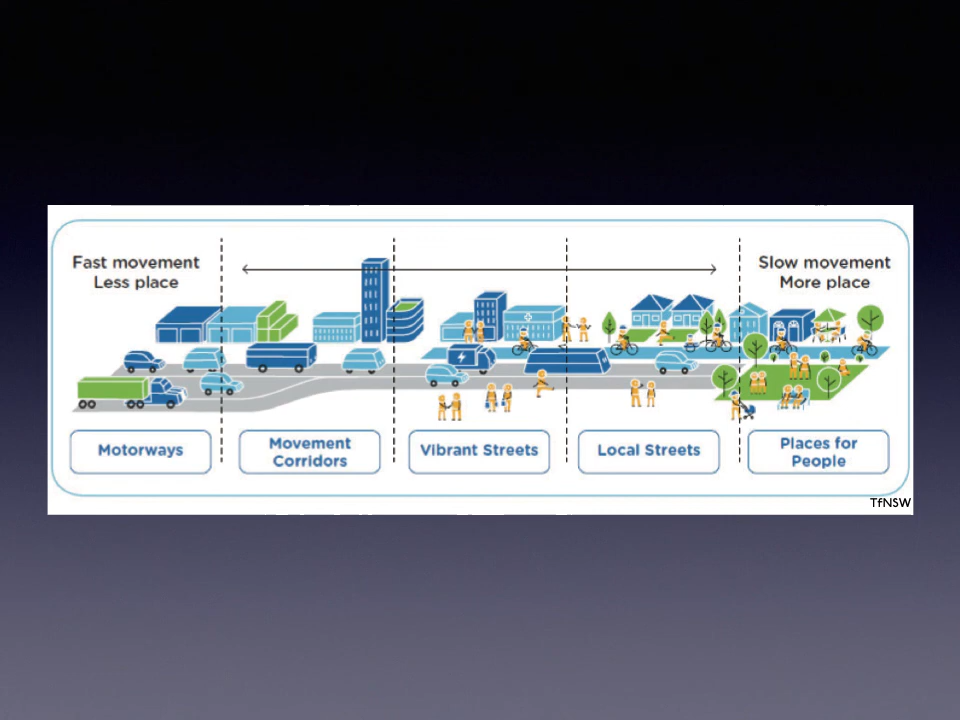 Fast movement
Less place
Slow movement
More place
Motorways
Movement
Corridors
Vibrant Streets
Local Streets
Places for
People
TfNSW